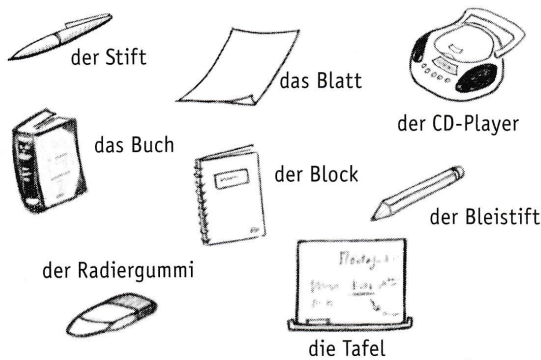 der Stift
das Blatt
der CD-Player
das Buch
der Block
der Bleistift
der Radiergummi
die Tafel